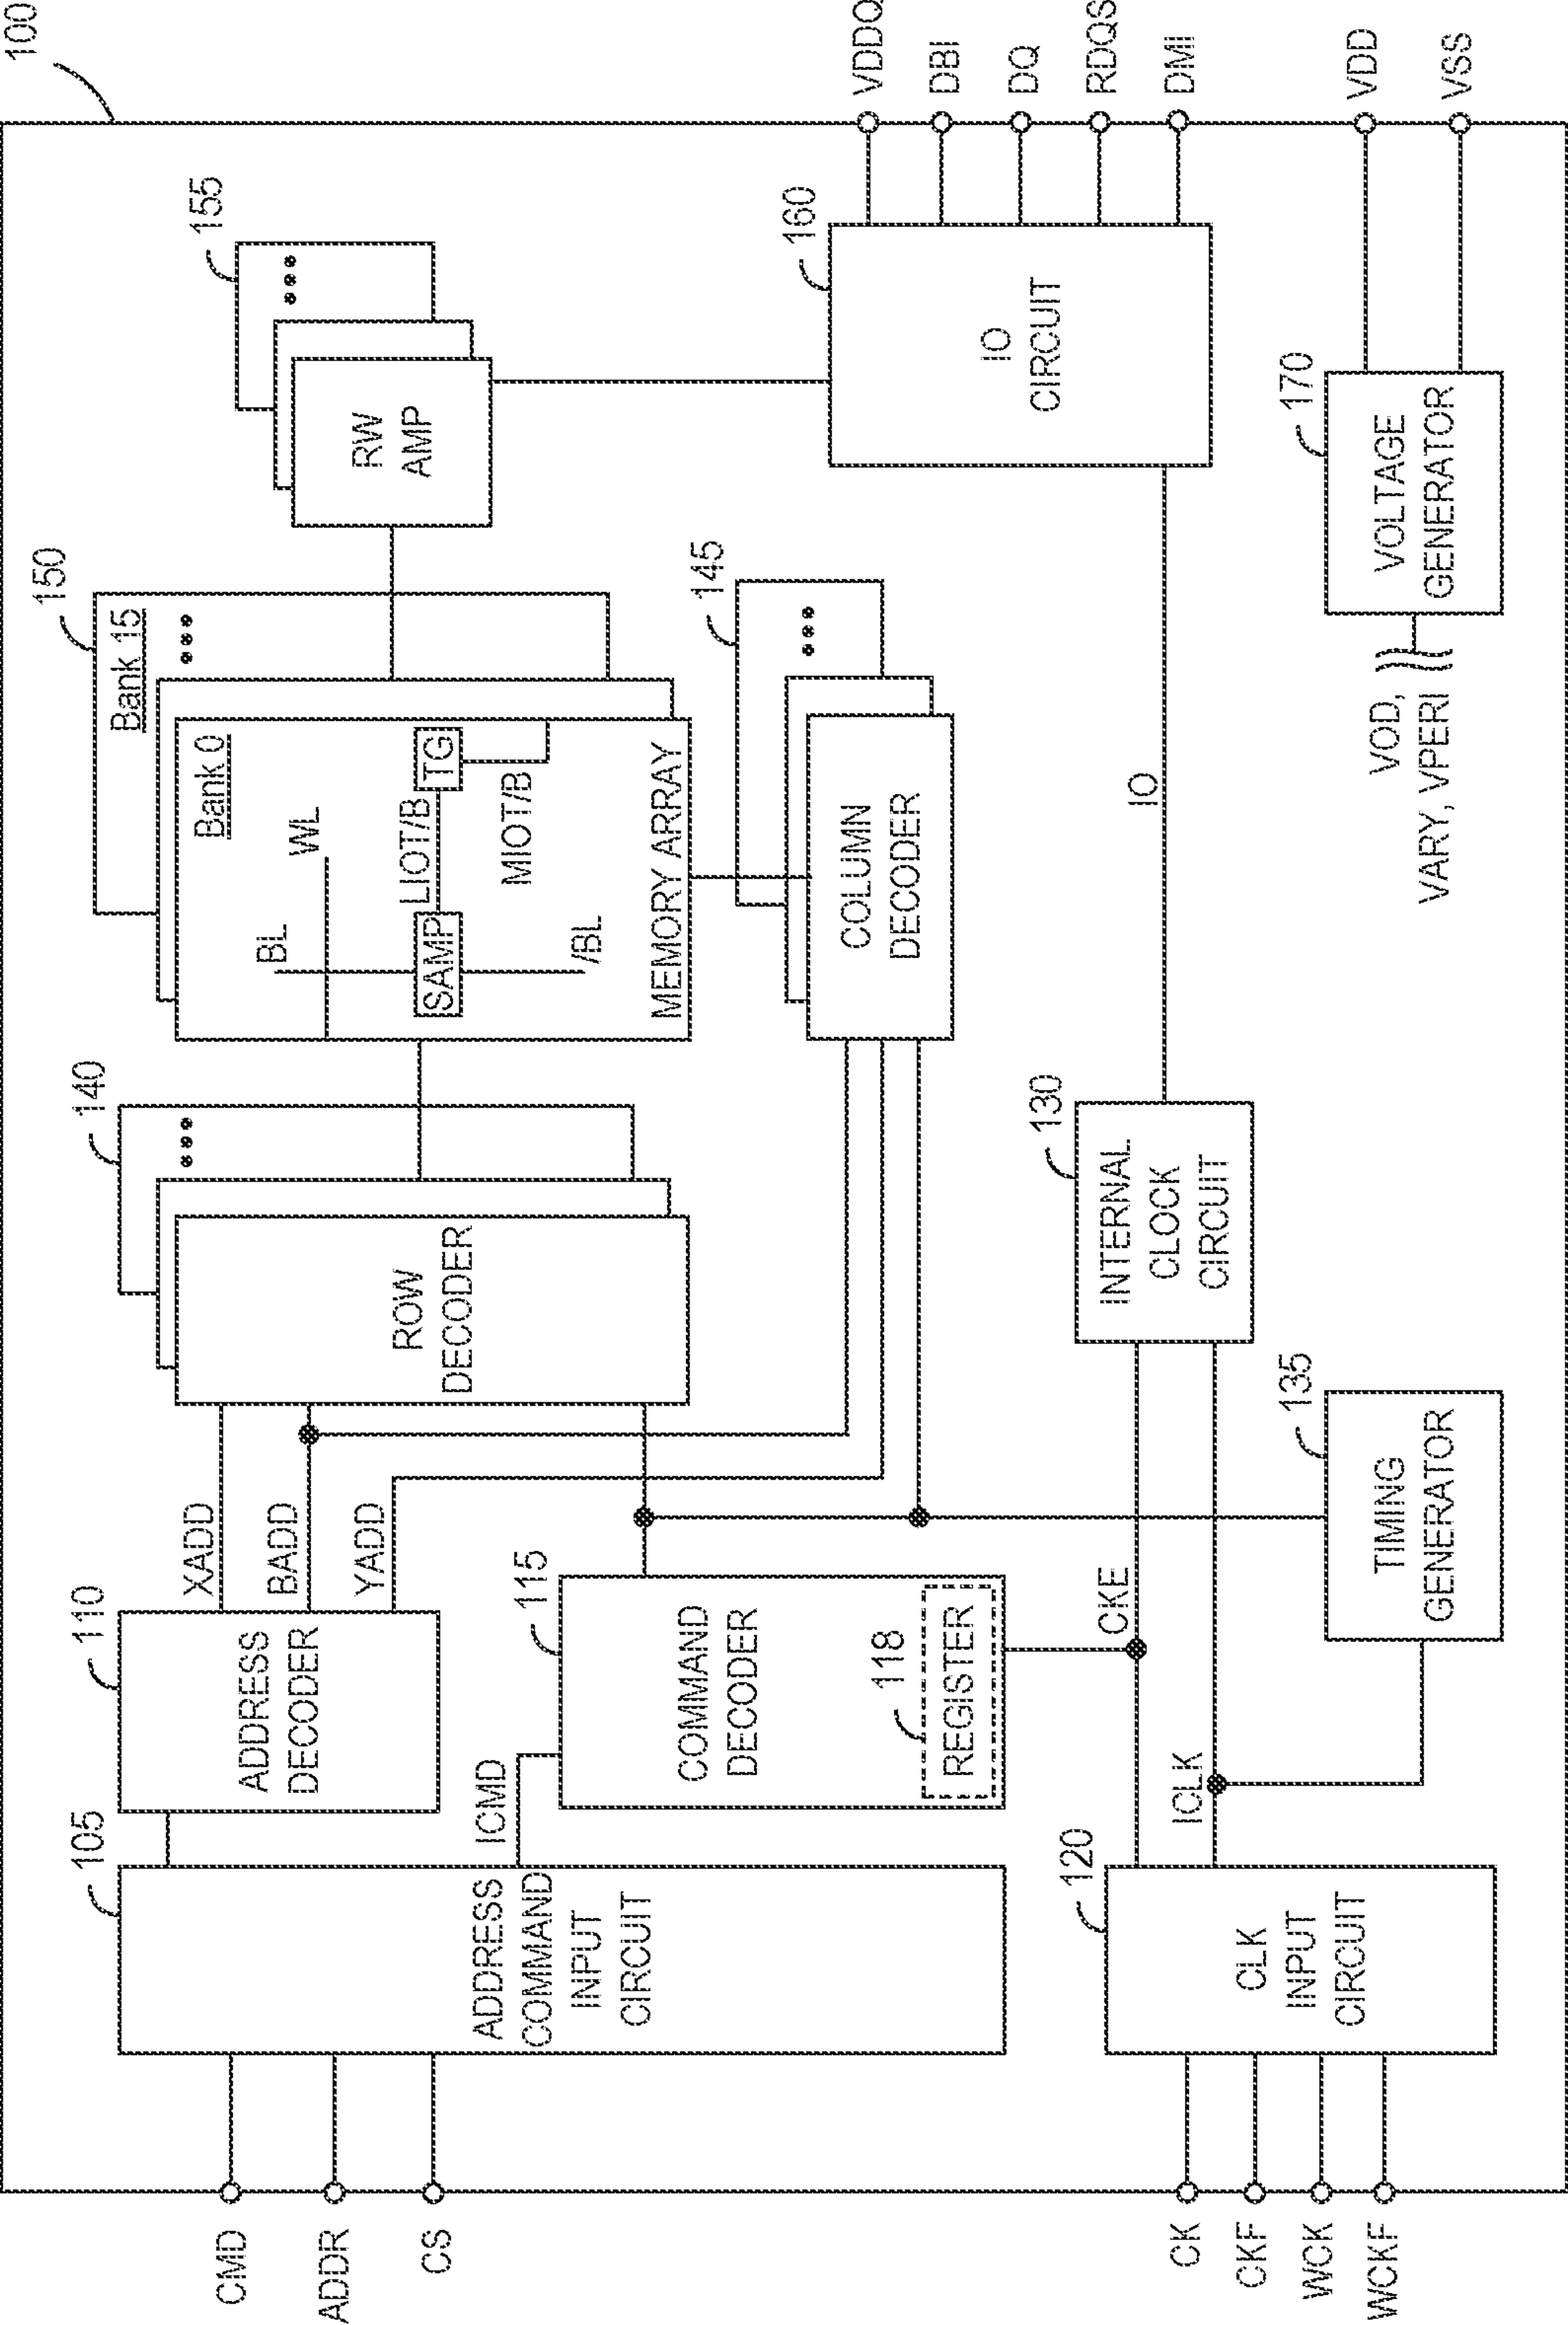 100
CMD
ADDR
CS
CK
CKF
WCK
WCKF
105
ADDRESS
COMMAND
INPUT
CIRCUIT
110
ADDRESS
DECODER
XADD
BADD
YADD
ICMD
115
COMMAND
DECODER
118
REGISTER
120
CLK
INPUT
CIRCUIT
CKE
ICLK
130
INTERNAL
CLOCK
CIRCUIT
135
TIMING
GENERATOR
140
•••
ROW
DECODER
150
Bank 15
•••
Bank 0
BL
WL
SAMP
LIOT/B
TG
MIOT/B
/BL
MEMORY ARRAY
145
•••
COLUMN
DECODER
155
•••
RW
AMP
160
IO
CIRCUIT
IO
170
VOLTAGE
GENERATOR
VOD,
VARY, VPERI
VDDQ
DBI
DQ
RDQS
DMI
VDD
VSS